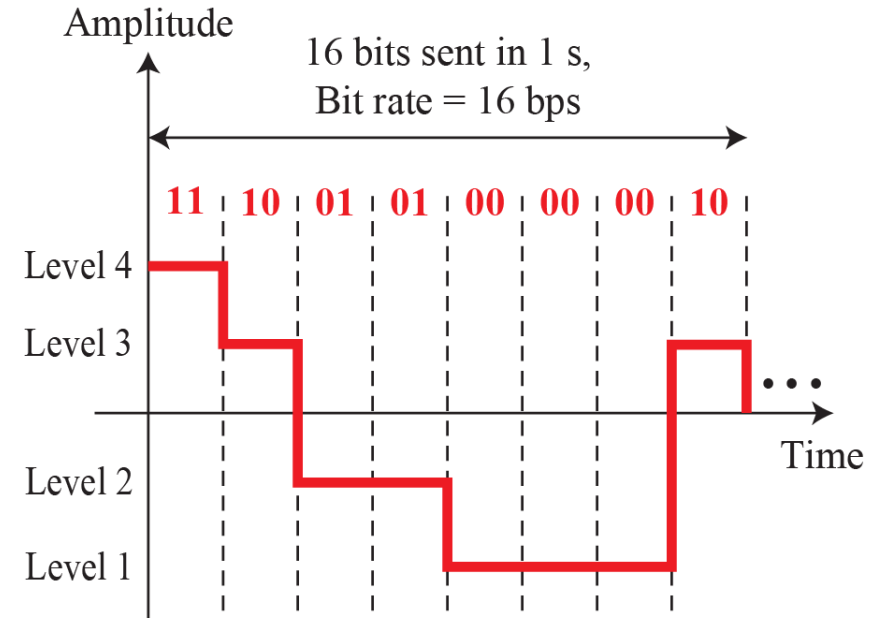 Amplitude
16 bits sent in 1 s,
Bit rate = 16 bps
11 10 01 01 00 00 00 10
Level 4
Level 3
Time
Level 2
Level 1